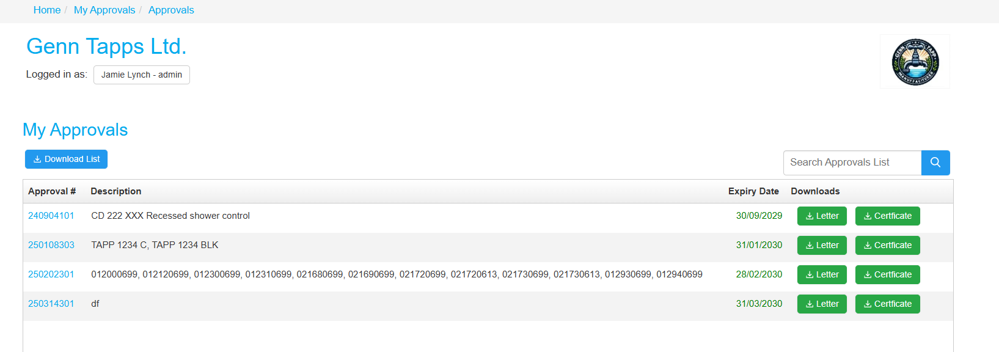 Home / My Approvals / Approvals
Genn Tapps Ltd.
Logged in as: Jamie Lynch - admin
GENN TAPP
MANUFACITURER
My Approvals
Download List
Search Approvals List
Approval # Description Expiry Date Downloads
240904101 CD 222 XXX Recessed shower control 30/09/2029 Letter Certficate
250108303 TAPP 1234 C, TAPP 1234 BLK 31/01/2030 Letter Certficate
250202301 012000699, 012120699, 012300699, 012310699, 021680699, 021690699, 021720699, 021720613, 021730699, 021730613, 012930699, 012940699 28/02/2030 Letter Certficate
250314301 df 31/03/2030 Letter Certficate